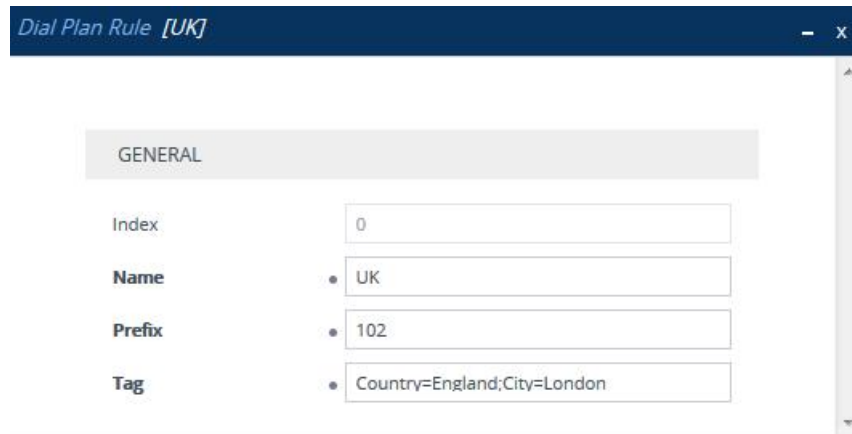 Dial Plan Rule [UK] – x
GENERAL
Index 0
Name UK
Prefix 102
Tag Country=England;City=London